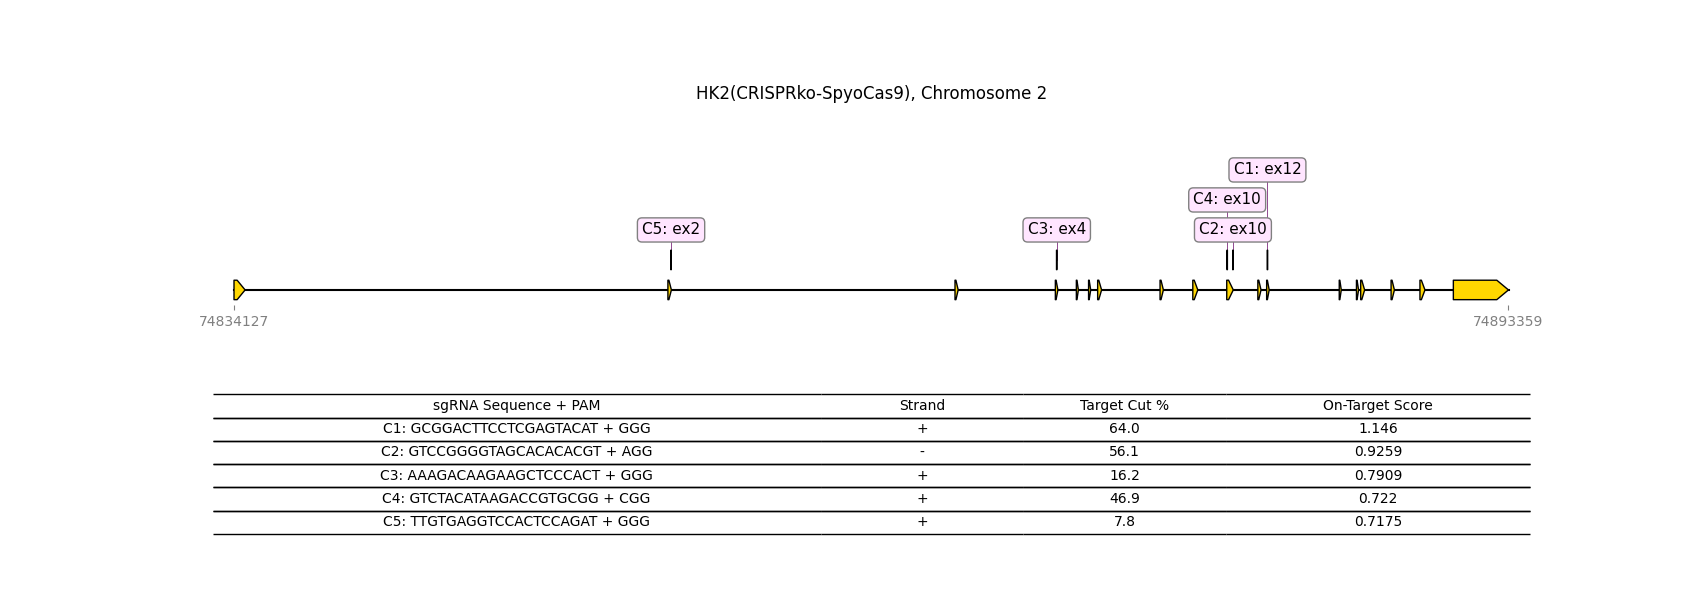 HK2(CRISPRko-SpyoCas9), Chromosome 2
C1: ex12
C4: ex10
C5: ex2
C3: ex4
C2: ex10
74834127
74893359
sgRNA Sequence + PAM Strand Target Cut % On-Target Score
C1: GCGGACTTCCTCGAGTACAT + GGG + 64.0 1.146
C2: GTCCGGGGTAGCACACACGT + AGG - 56.1 0.9259
C3: AAAGACAAGAAGCTCCCACT + GGG + 16.2 0.7909
C4: GTCTACATAAGACCGTGCGG + CGG + 46.9 0.722
C5: TTGTGAGGTCCACTCCAGAT + GGG + 7.8 0.7175